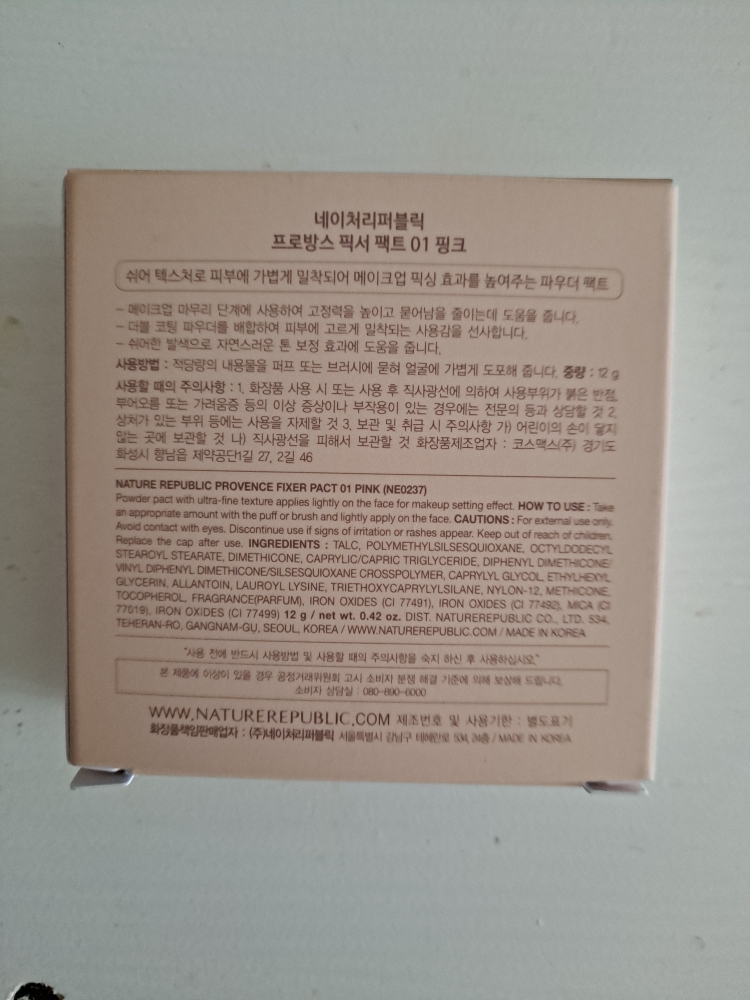 네이처리퍼블릭
프로방스 픽서 팩트 01 핑크
쉬어 텍스처로 피부에 가볍게 밀착되어 메이크업 픽싱 효과를 높여주는 파우더 팩트
– 메이크업 마무리 단계에 사용하여 고정력을 높이고 묻어남을 줄이는데 도움을 줍니다.
– 더블 코팅 파우더를 배합하여 피부에 고르게 밀착되는 사용감을 선사합니다.
– 쉬어한 발색으로 자연스러운 톤 보정 효과에 도움을 줍니다.
사용방법 : 적당량의 내용물을 퍼프 또는 브러시에 묻혀 얼굴에 가볍게 도포해 줍니다. 중량 : 12 g
사용할 때의 주의사항 : 1. 화장품 사용 시 또는 사용 후 직사광선에 의하여 사용부위가 붉은 반점,
부어오름 또는 가려움증 등의 이상 증상이나 부작용이 있는 경우에는 전문의 등과 상담할 것 2.
상처가 있는 부위 등에는 사용을 자제할 것 3. 보관 및 취급 시 주의사항 가) 어린이의 손이 닿지
않는 곳에 보관할 것 나) 직사광선을 피해서 보관할 것 화장품제조업자 : 코스맥스(주) 경기도
화성시 향남읍 제약공단1길 27, 2길 46
NATURE REPUBLIC PROVENCE FIXER PACT 01 PINK (NE0237)
Powder pact with ultra-fine texture applies lightly on the face for makeup setting effect. HOW TO USE : Take
an appropriate amount with the puff or brush and lightly apply on the face. CAUTIONS : For external use only.
Avoid contact with eyes. Discontinue use if signs of irritation or rashes appear. Keep out of reach of children.
Replace the cap after use. INGREDIENTS : TALC, POLYMETHYLSILSESQUIOXANE, OCTYLDODECYL
STEAROYL STEARATE, DIMETHICONE, CAPRYLIC/CAPRIC TRIGLYCERIDE, DIPHENYL DIMETHICONE/
VINYL DIPHENYL DIMETHICONE/SILSESQUIOXANE CROSSPOLYMER, CAPRYLYL GLYCOL, ETHYLHEXYL
GLYCERIN, ALLANTOIN, LAUROYL LYSINE, TRIETHOXYCAPRYLYLSILANE, NYLON-12, METHICONE,
TOCOPHEROL, FRAGRANCE(PARFUM), IRON OXIDES (CI 77491), IRON OXIDES (CI 77492), MICA (CI
77019), IRON OXIDES (CI 77499) 12 g / net wt. 0.42 oz. DIST. NATUREREPUBLIC CO., LTD. 534,
TEHERAN-RO, GANGNAM-GU, SEOUL, KOREA / WWW.NATUREREPUBLIC.COM / MADE IN KOREA
"사용 전에 반드시 사용방법 및 사용할 때의 주의사항을 숙지 하신 후 사용하십시오."
본 제품에 이상이 있을 경우 공정거래위원회 고시 소비자 분쟁 해결 기준에 의해 보상해 드립니다.
소비자 상담실 : 080-890-6000
WWW.NATUREREPUBLIC.COM 제조번호 및 사용기한 : 별도표기
화장품책임판매업자 : (주)네이처리퍼블릭 서울특별시 강남구 테헤란로 534, 24층 / MADE IN KOREA